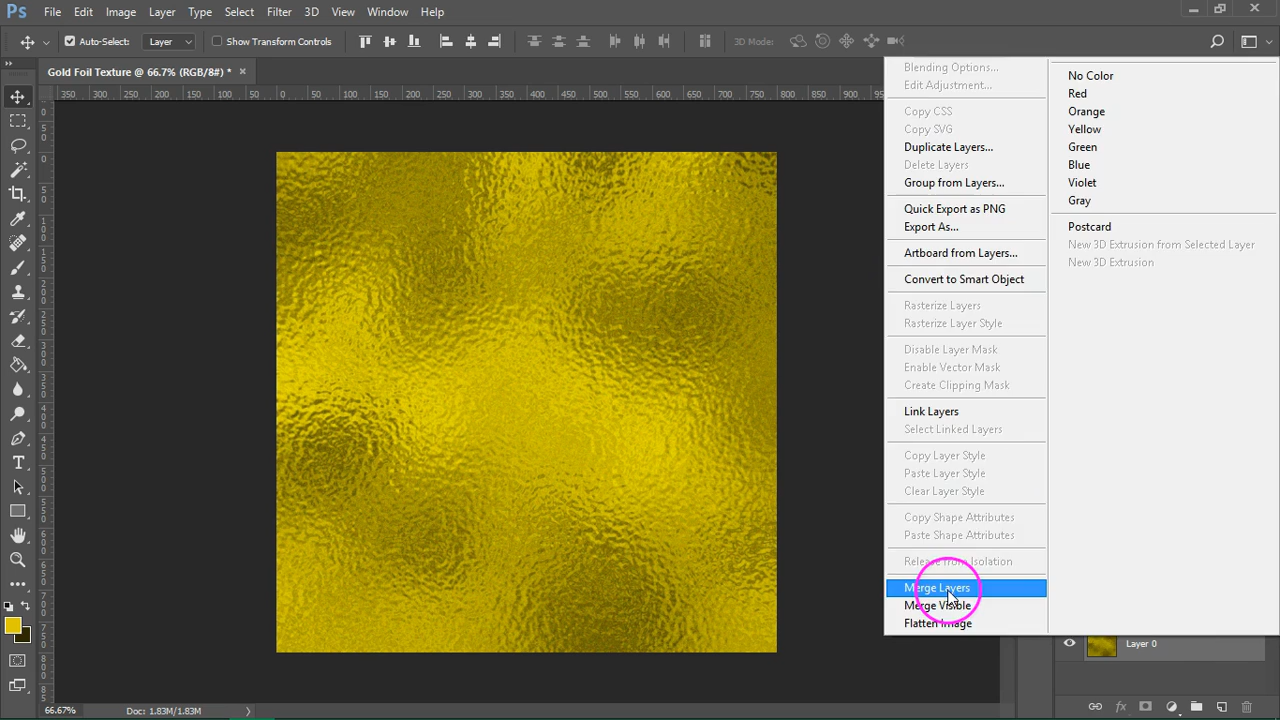 Ps File Edit Image Layer Type Select Filter 3D View Window Help
Auto-Select: Layer Show Transform Controls 3D Mode:
Gold Foil Texture @ 66.7% (RGB/8#) * ×
350 300 250 200 150 100 50 0 50 100 150 200 250 300 350 400 450 500 550 600 650 700 750 800 850 900 95
Blending Options...
Edit Adjustment...
Copy CSS
Copy SVG
Duplicate Layers...
Delete Layers
Group from Layers...
Quick Export as PNG
Export As...
Artboard from Layers...
Convert to Smart Object
Rasterize Layers
Rasterize Layer Style
Disable Layer Mask
Enable Vector Mask
Create Clipping Mask
Link Layers
Select Linked Layers
Copy Layer Style
Paste Layer Style
Clear Layer Style
Copy Shape Attributes
Paste Shape Attributes
Release from Isolation
Merge Layers
Merge Visible
Flatten Image
No Color
Red
Orange
Yellow
Green
Blue
Violet
Gray
Postcard
New 3D Extrusion from Selected Layer
New 3D Extrusion
Layer 0
66.67% Doc: 1.83M/1.83M